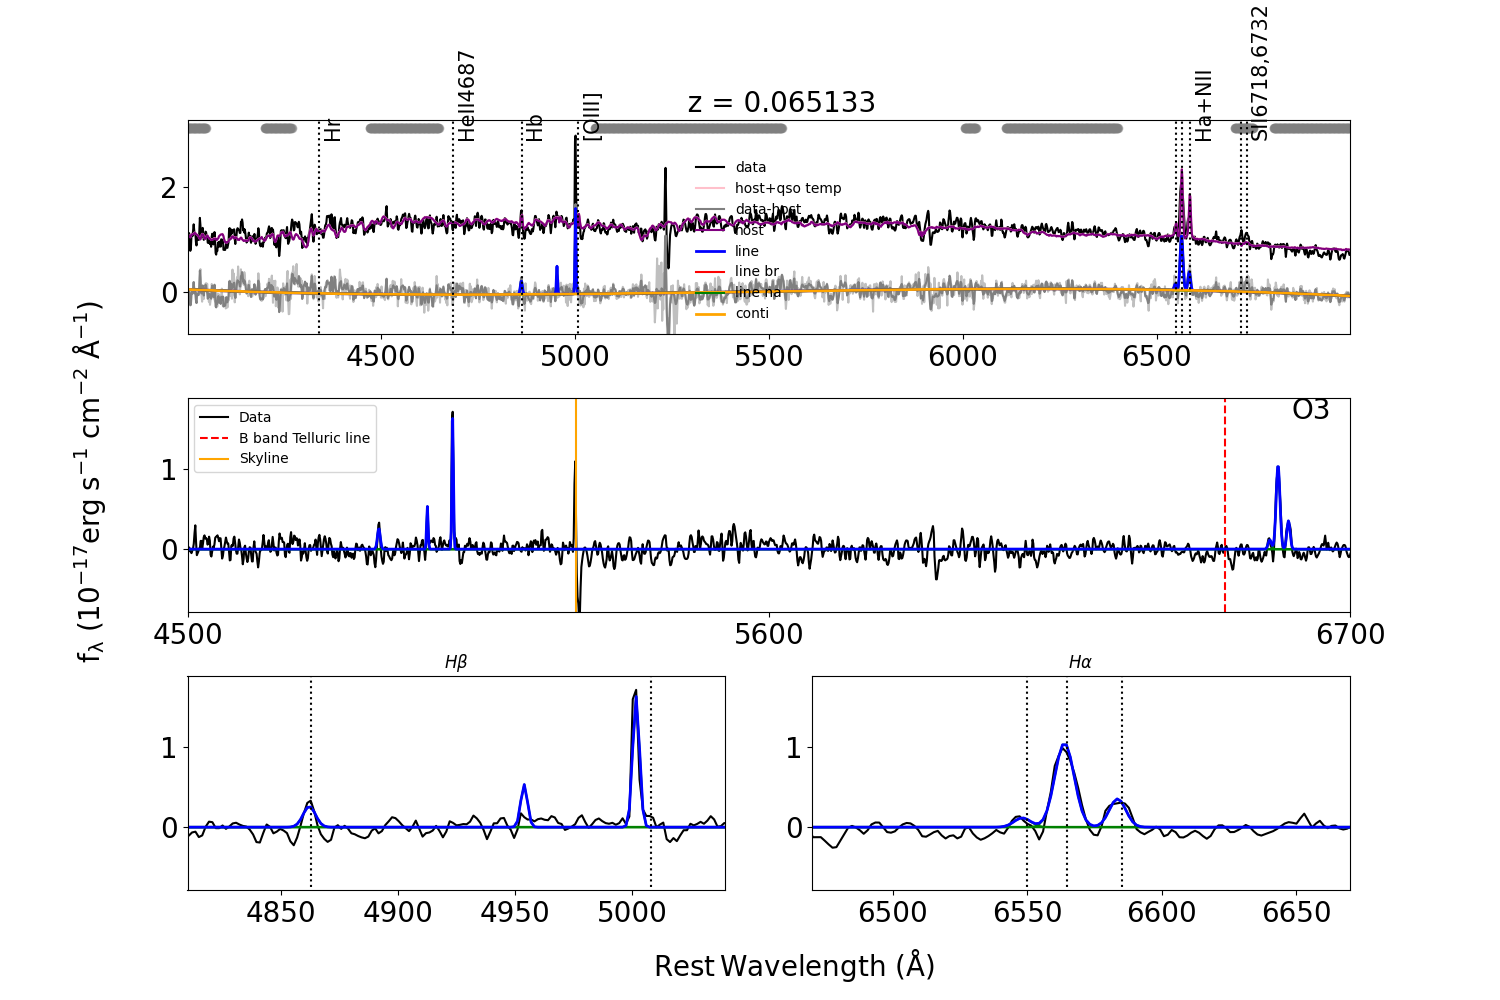 z = 0.065133
Hr
HeII4687
Hb
[OIII]
Ha+NII
SII6718,6732
data
host+qso temp
data-host
host
line
line br
line na
conti
2
0
4500 5000 5500 6000 6500
fλ (10⁻¹⁷erg s⁻¹ cm⁻² Å⁻¹)
O3
Data
B band Telluric line
Skyline
1
0
4500 5600 6700
Hβ
1
0
4850 4900 4950 5000
Hα
1
0
6500 6550 6600 6650
Rest Wavelength (Å)